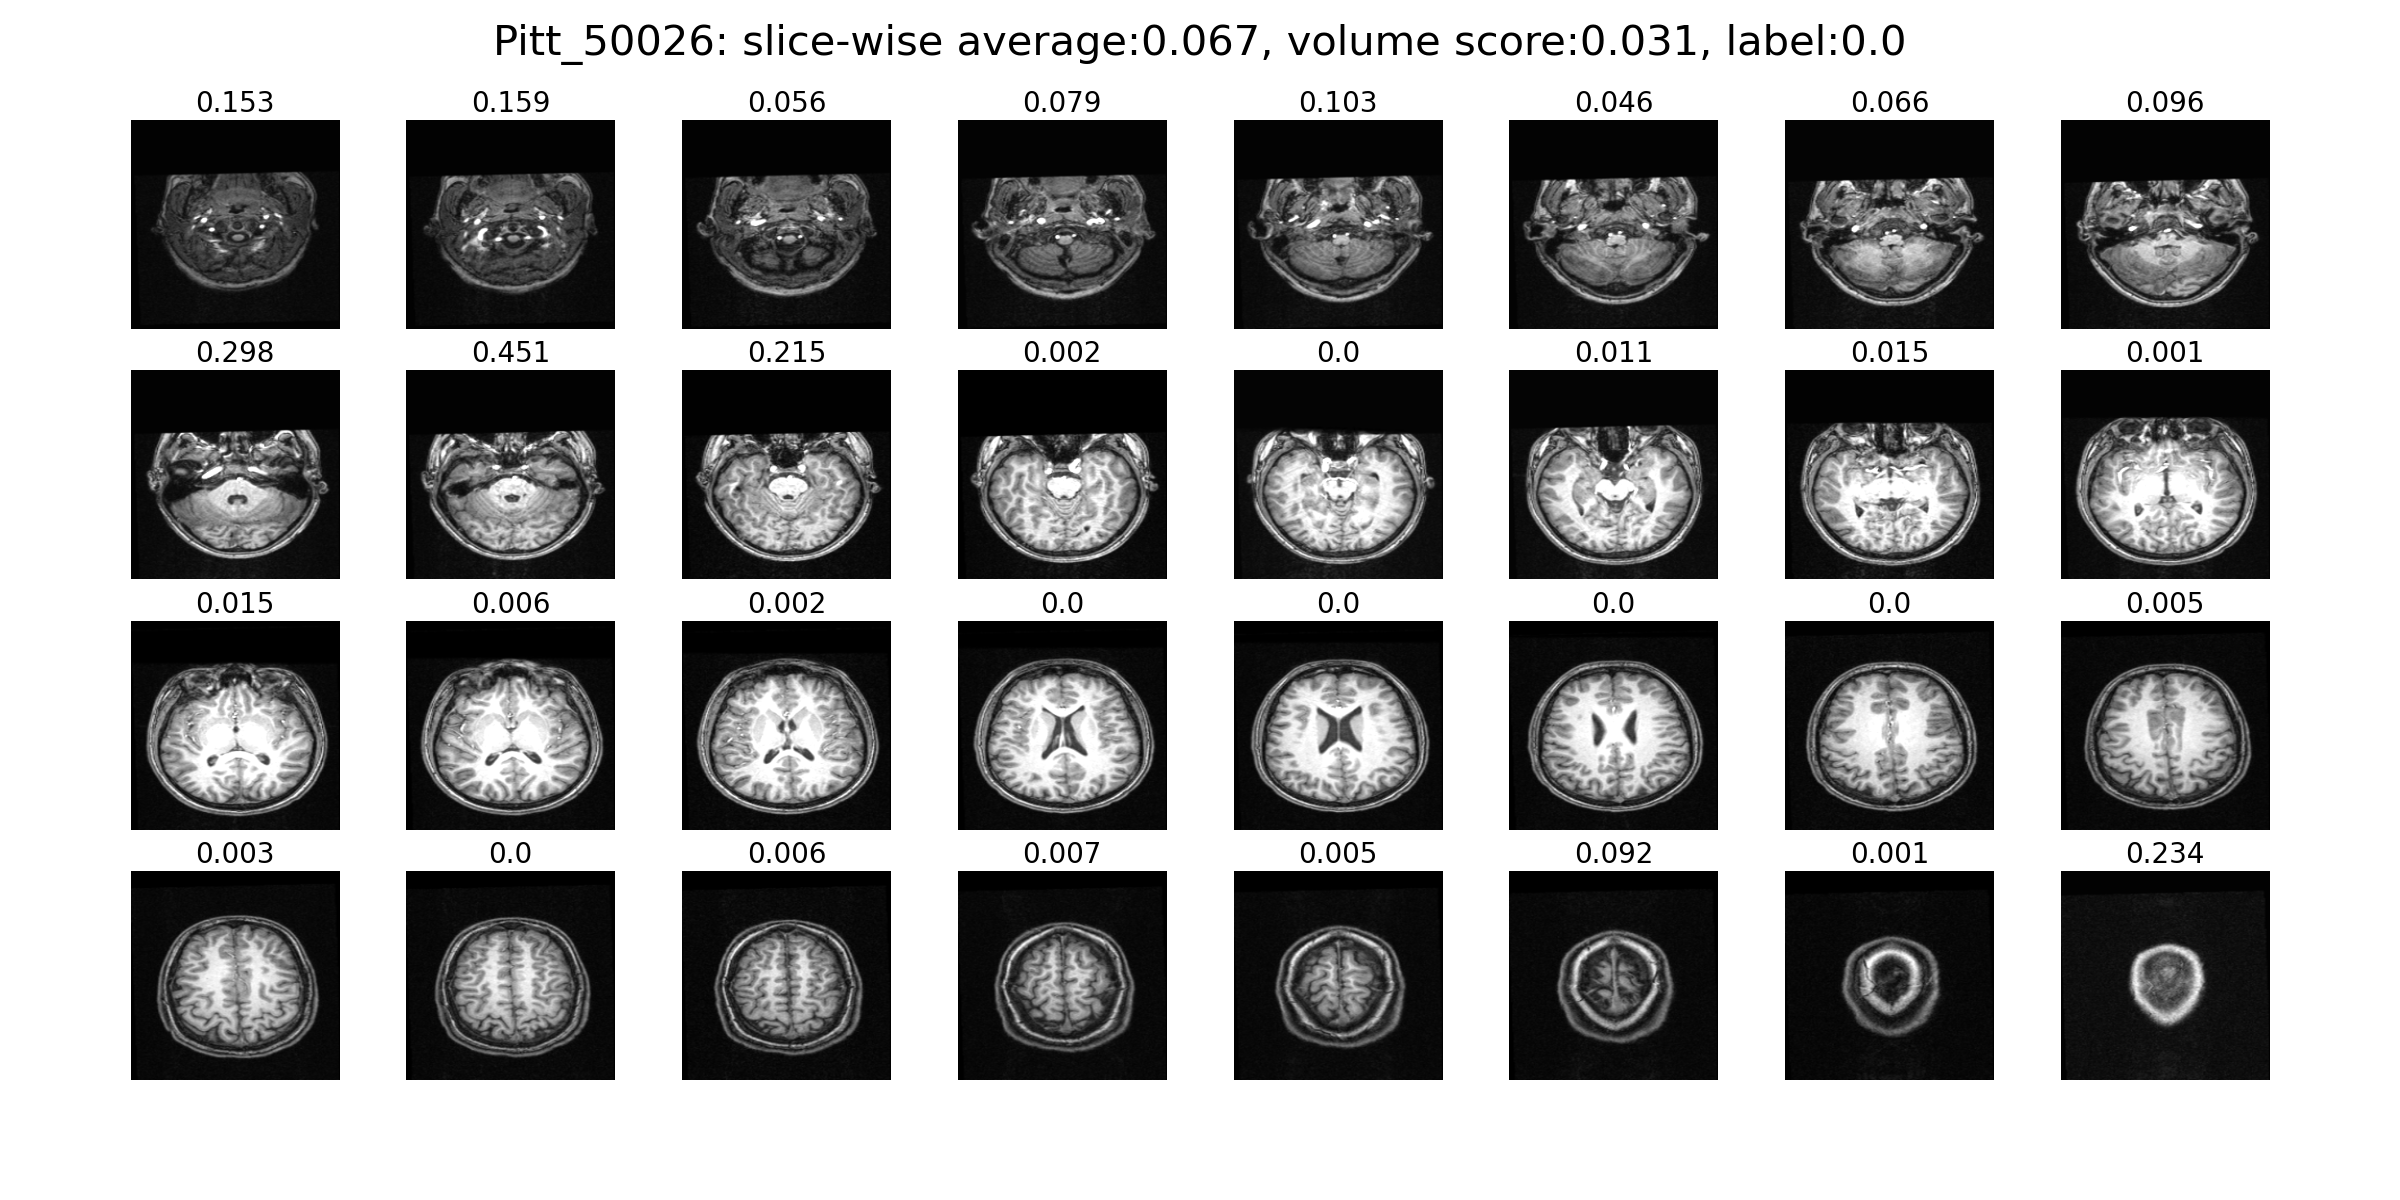 Pitt_50026: slice-wise average:0.067, volume score:0.031, label:0.0
0.153 0.159 0.056 0.079 0.103 0.046 0.066 0.096
0.298 0.451 0.215 0.002 0.0 0.011 0.015 0.001
0.015 0.006 0.002 0.0 0.0 0.0 0.0 0.005
0.003 0.0 0.006 0.007 0.005 0.092 0.001 0.234